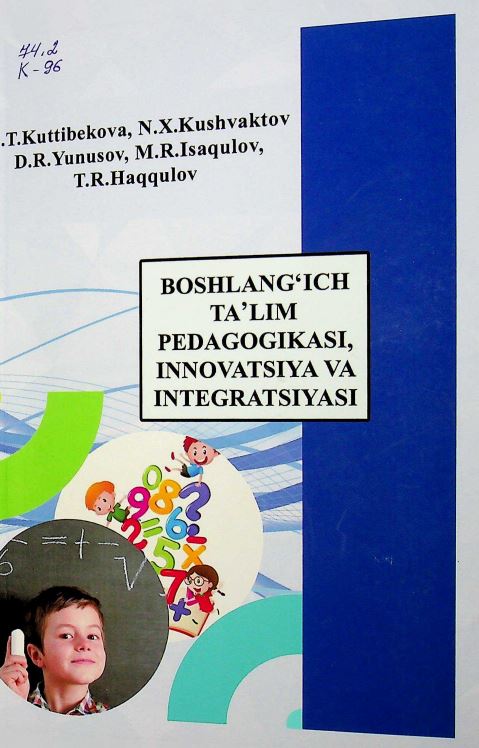 74.2
K-96
.T.Kuttibekova, N.X.Kushvaktov
D.R.Yunusov, M.R.Isaqulov,
T.R.Haqqulov
BOSHLANG‘ICH
TA’LIM
PEDAGOGIKASI,
INNOVATSIYA VA
INTEGRATSIYASI